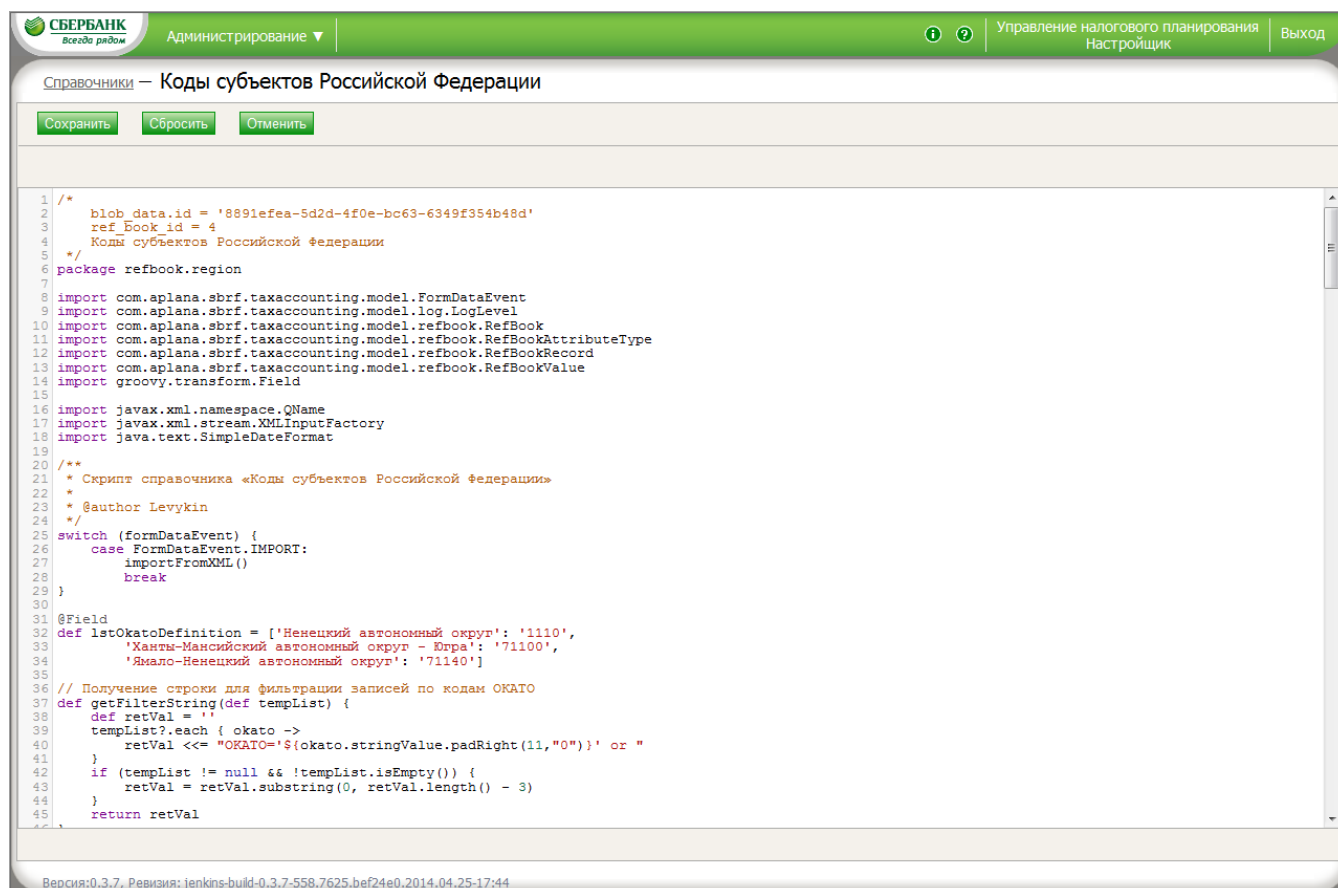 СБЕРБАНК
Всегда рядом
Администрирование ▼
Управление налогового планирования
Настройщик
Выход
Справочники — Коды субъектов Российской Федерации
Сохранить Сбросить Отменить
1 /*
2 blob_data.id = '8891efea-5d2d-4f0e-bc63-6349f354b48d'
3 ref_book_id = 4
4 Коды субъектов Российской Федерации
5 */
6 package refbook.region
7
8 import com.aplana.sbrf.taxaccounting.model.FormDataEvent
9 import com.aplana.sbrf.taxaccounting.model.log.LogLevel
10 import com.aplana.sbrf.taxaccounting.model.refbook.RefBook
11 import com.aplana.sbrf.taxaccounting.model.refbook.RefBookAttributeType
12 import com.aplana.sbrf.taxaccounting.model.refbook.RefBookRecord
13 import com.aplana.sbrf.taxaccounting.model.refbook.RefBookValue
14 import groovy.transform.Field
15
16 import javax.xml.namespace.QName
17 import javax.xml.stream.XMLInputFactory
18 import java.text.SimpleDateFormat
19
20 /**
21 * Скрипт справочника «Коды субъектов Российской Федерации»
22 *
23 * @author Levykin
24 */
25 switch (formDataEvent) {
26 case FormDataEvent.IMPORT:
27 importFromXML()
28 break
29 }
30
31 @Field
32 def lstOkatoDefinition = ['Ненецкий автономный округ': '1110',
33 'Ханты-Мансийский автономный округ - Югра': '71100',
34 'Ямало-Ненецкий автономный округ': '71140']
35
36 // Получение строки для фильтрации записей по кодам ОКАТО
37 def getFilterString(def tempList) {
38 def retVal = ''
39 tempList?.each { okato ->
40 retVal <<= "OKATO='${okato.stringValue.padRight(11,"0")}' or "
41 }
42 if (tempList != null && !tempList.isEmpty()) {
43 retVal = retVal.substring(0, retVal.length() - 3)
44 }
45 return retVal
Версия:0.3.7, Ревизия: jenkins-build-0.3.7-558.7625.bef24e0.2014.04.25-17:44